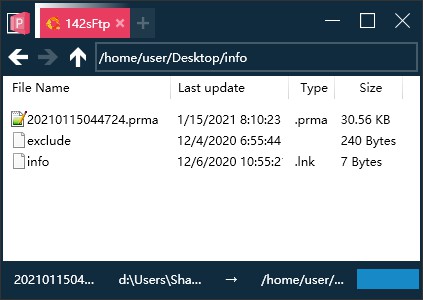 142sFtp
/home/user/Desktop/info
File Name Last update Type Size
20210115044724.prma 1/15/2021 8:10:23 .prma 30.56 KB
exclude 12/4/2020 6:55:44 240 Bytes
info 12/6/2020 10:55:2 .lnk 7 Bytes
2021011504... d:\Users\Sha... → /home/user/...